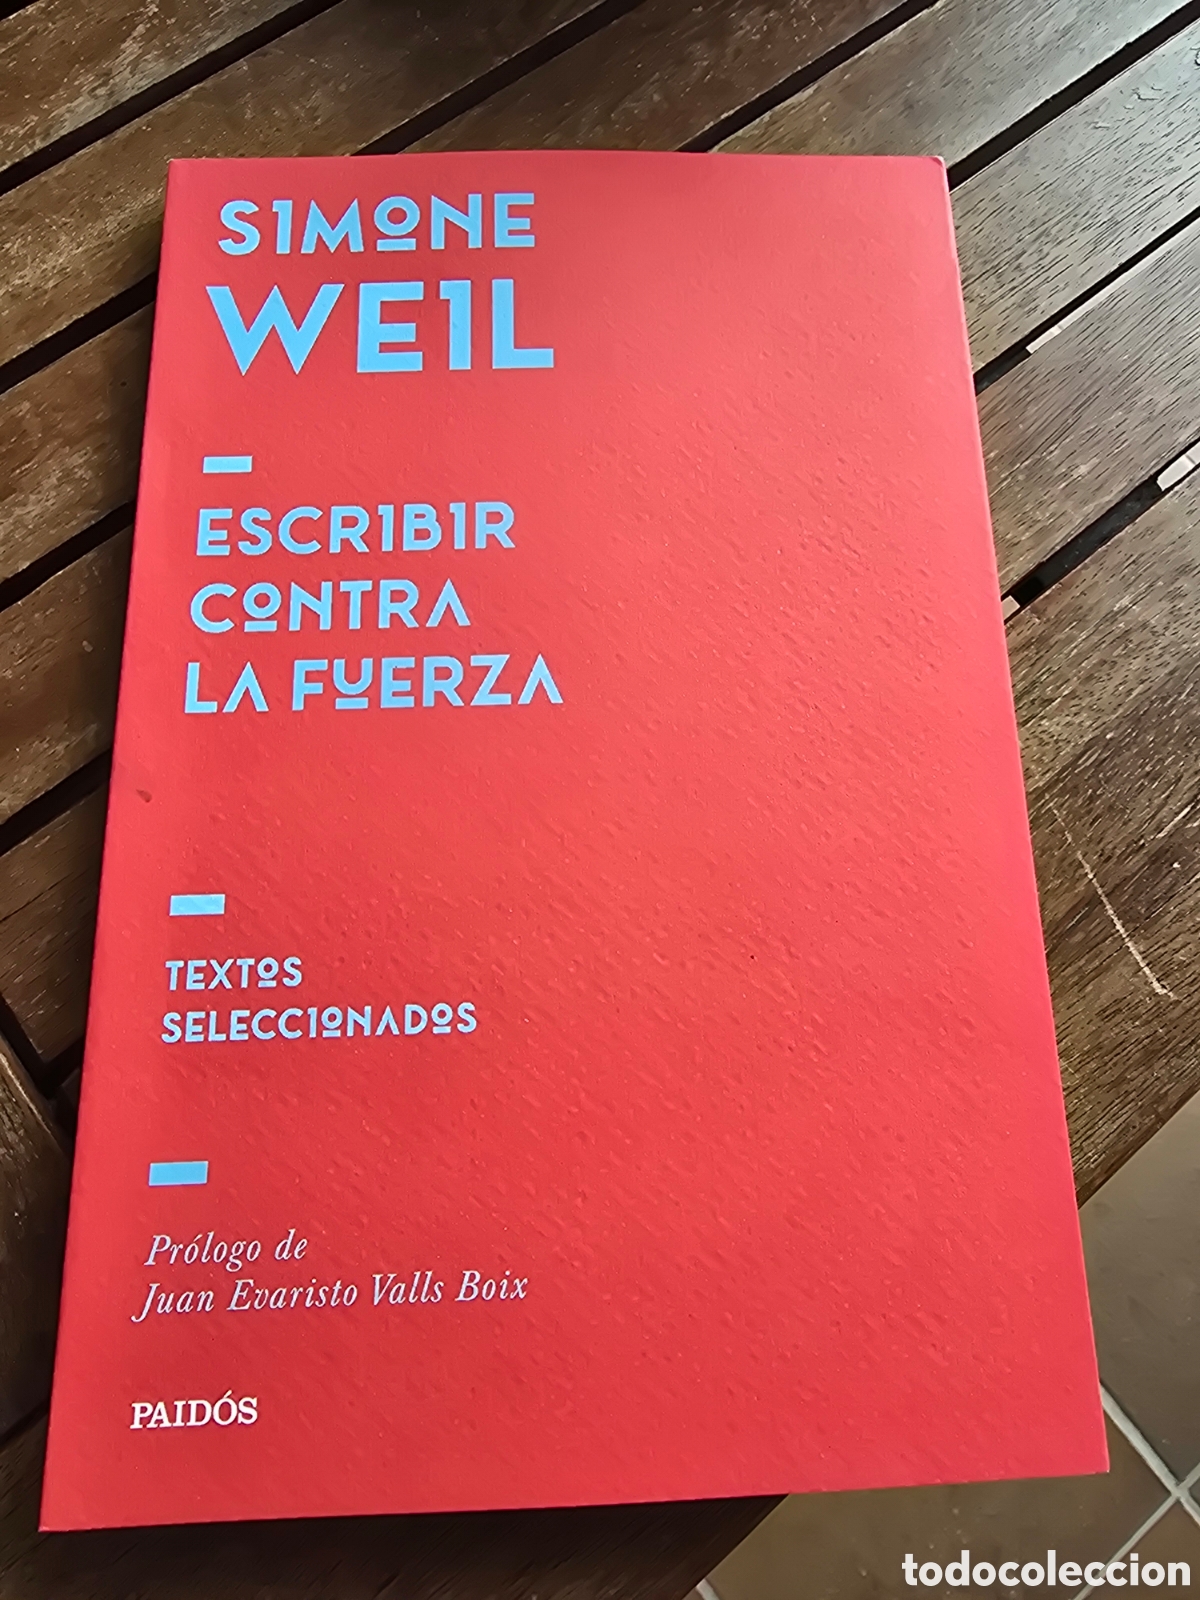 SIMONE
WEIL
ESCRIBIR
CONTRA
LA FUERZA
TEXTOS
SELECCIONADOS
Prólogo de
Juan Evaristo Valls Boix
PAIDÓS
todocoleccion